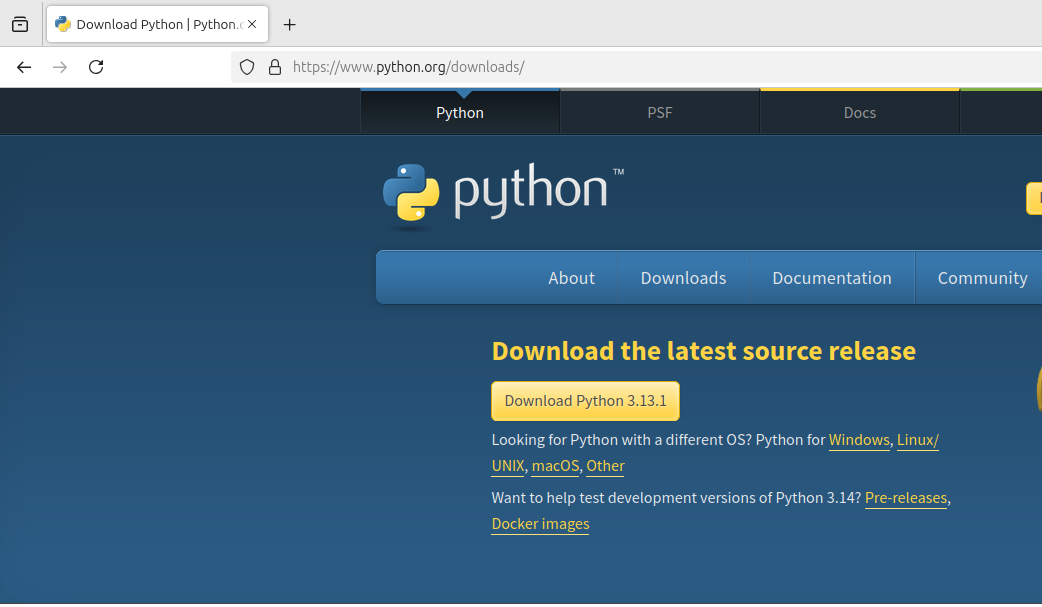 Download Python | Python.
https://www.python.org/downloads/
Python PSF Docs
python™
About Downloads Documentation Community
Download the latest source release
Download Python 3.13.1
Looking for Python with a different OS? Python for Windows, Linux/
UNIX, macOS, Other
Want to help test development versions of Python 3.14? Pre-releases,
Docker images